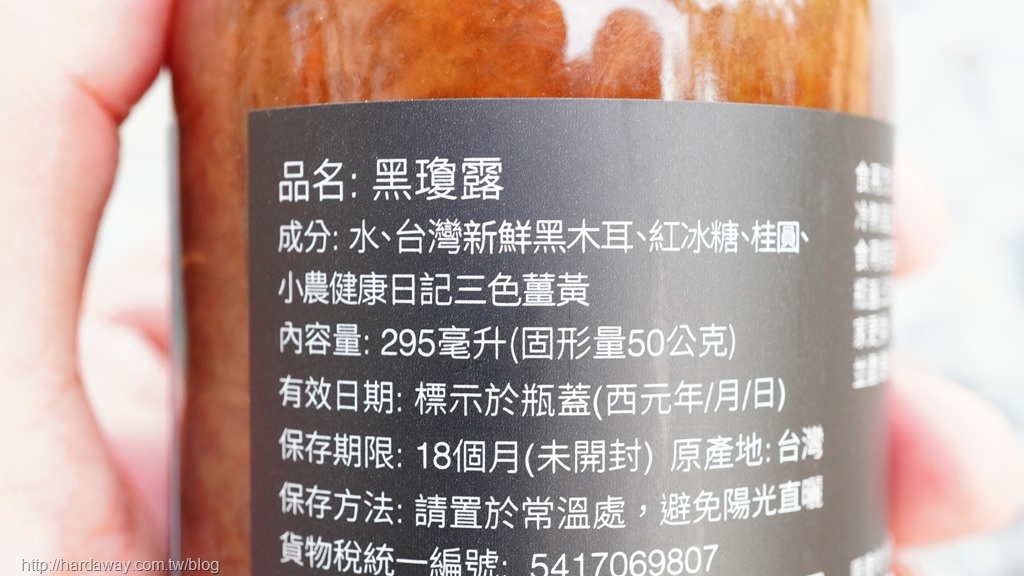 品名: 黑瓊露
成分: 水、台灣新鮮黑木耳、紅冰糖、桂圓、
小農健康日記三色薑黃
內容量: 295毫升(固形量50公克)
有效日期: 標示於瓶蓋(西元年/月/日)
保存期限: 18個月(未開封) 原產地: 台灣
保存方法: 請置於常溫處，避免陽光直曬
貨物稅統一編號: 5417069807
http://hardaway.com.tw/blog